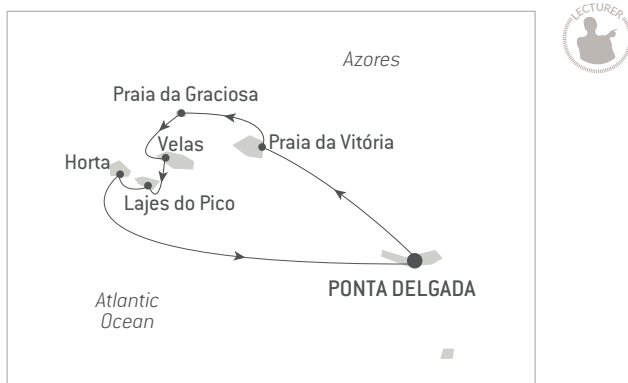 LECTURER
Azores
Praia da Graciosa
Velas
Praia da Vitória
Horta
Lajes do Pico
PONTA DELGADA
Atlantic
Ocean